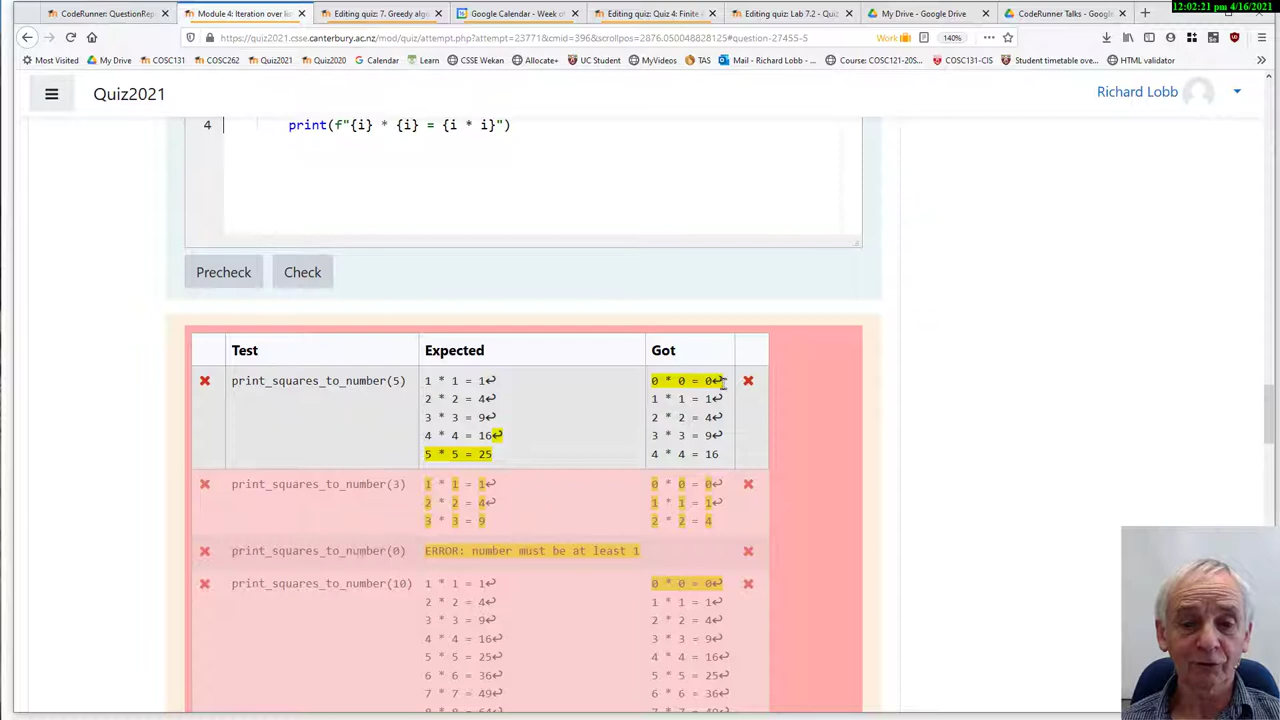 12:02:21 pm 4/16/2021
CodeRunner: QuestionRep
Module 4: Iteration over li
Editing quiz: 7. Greedy algo
Google Calendar - Week o
Editing quiz: Quiz 4: Finite
Editing quiz: Lab 7.2 - Quiz
My Drive - Google Drive
CodeRunner Talks - Google
https://quiz2021.csse.canterbury.ac.nz/mod/quiz/attempt.php?attempt=23771&cmid=396&scrollpos=2876.050048828125#question-27455-5
Work
140%
Most Visited
My Drive
COSC131
COSC262
Quiz2021
Quiz2020
Calendar
Learn
CSSE Wekan
Allocate+
UC Student
MyVideos
TAS
Mail - Richard Lobb
Course: COSC121-20S...
COSC131-CIS
Student timetable ove...
HTML validator
Quiz2021
Richard Lobb
4 print(f"{i} * {i} = {i * i}")
Precheck
Check
Test Expected Got
print_squares_to_number(5) 1 * 1 = 1↩ 0 * 0 = 0↩
2 * 2 = 4↩ 1 * 1 = 1↩
3 * 3 = 9↩ 2 * 2 = 4↩
4 * 4 = 16↩ 3 * 3 = 9↩
5 * 5 = 25 4 * 4 = 16
print_squares_to_number(3) 1 * 1 = 1↩ 0 * 0 = 0↩
2 * 2 = 4↩ 1 * 1 = 1↩
3 * 3 = 9 2 * 2 = 4
print_squares_to_number(0) ERROR: number must be at least 1
print_squares_to_number(10) 1 * 1 = 1↩ 0 * 0 = 0↩
2 * 2 = 4↩ 1 * 1 = 1↩
3 * 3 = 9↩ 2 * 2 = 4↩
4 * 4 = 16↩ 3 * 3 = 9↩
5 * 5 = 25↩ 4 * 4 = 16↩
6 * 6 = 36↩ 5 * 5 = 25↩
7 * 7 = 49↩ 6 * 6 = 36↩